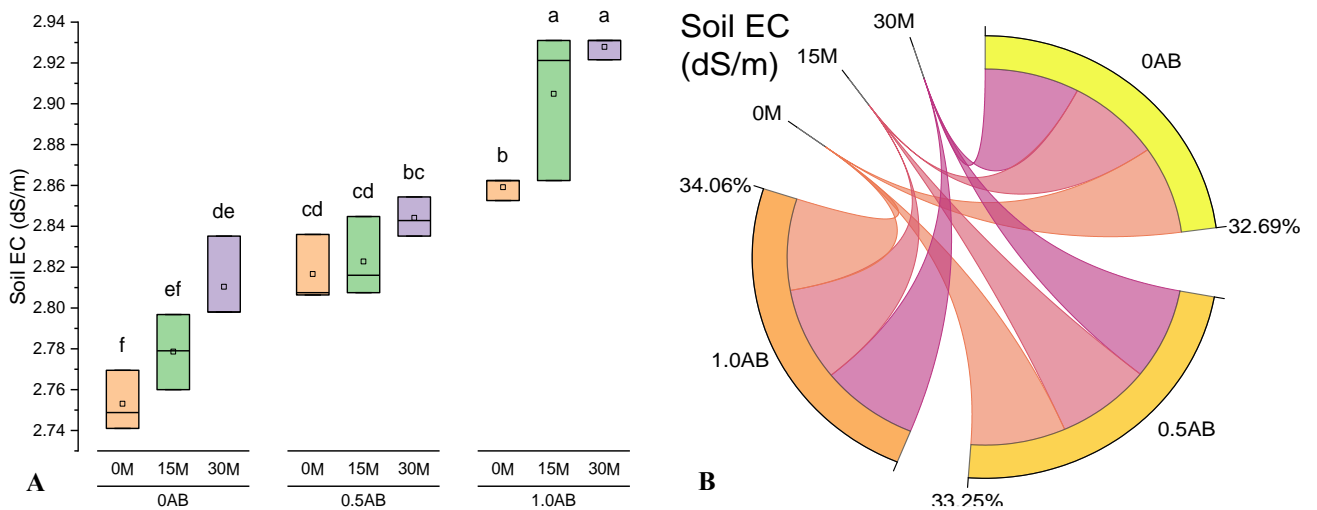 2.94
2.92
2.90
2.88
2.86
2.84
2.82
2.80
2.78
2.76
2.74
Soil EC (dS/m)
f
ef
de
cd
cd
bc
b
a
a
0M 15M 30M 0M 15M 30M 0M 15M 30M
0AB 0.5AB 1.0AB
A
Soil EC
(dS/m)
30M
15M
0M
0AB
34.06%
32.69%
1.0AB
0.5AB
33.25%
B